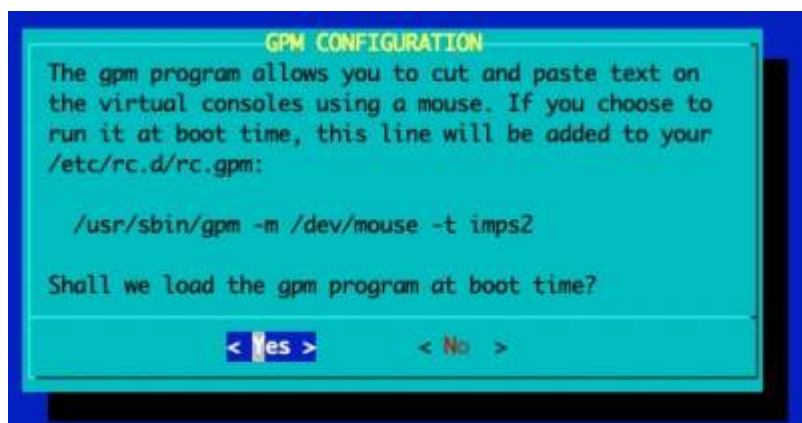 GPM CONFIGURATION
The gpm program allows you to cut and paste text on
the virtual consoles using a mouse. If you choose to
run it at boot time, this line will be added to your
/etc/rc.d/rc.gpm:
/usr/sbin/gpm -m /dev/mouse -t imps2
Shall we load the gpm program at boot time?
< Yes > < No >